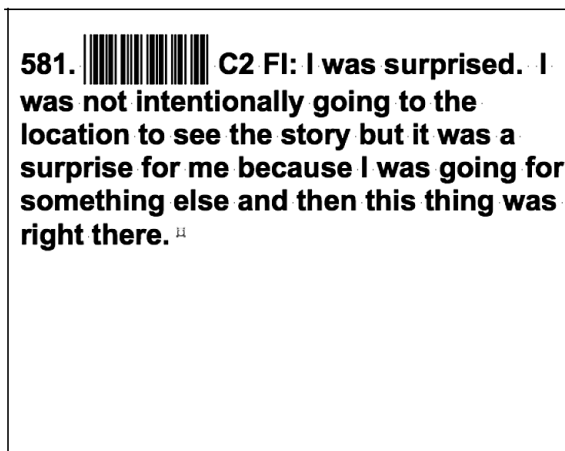 581. C2 FI: I was surprised. I
was not intentionally going to the
location to see the story but it was a
surprise for me because I was going for
something else and then this thing was
right there.